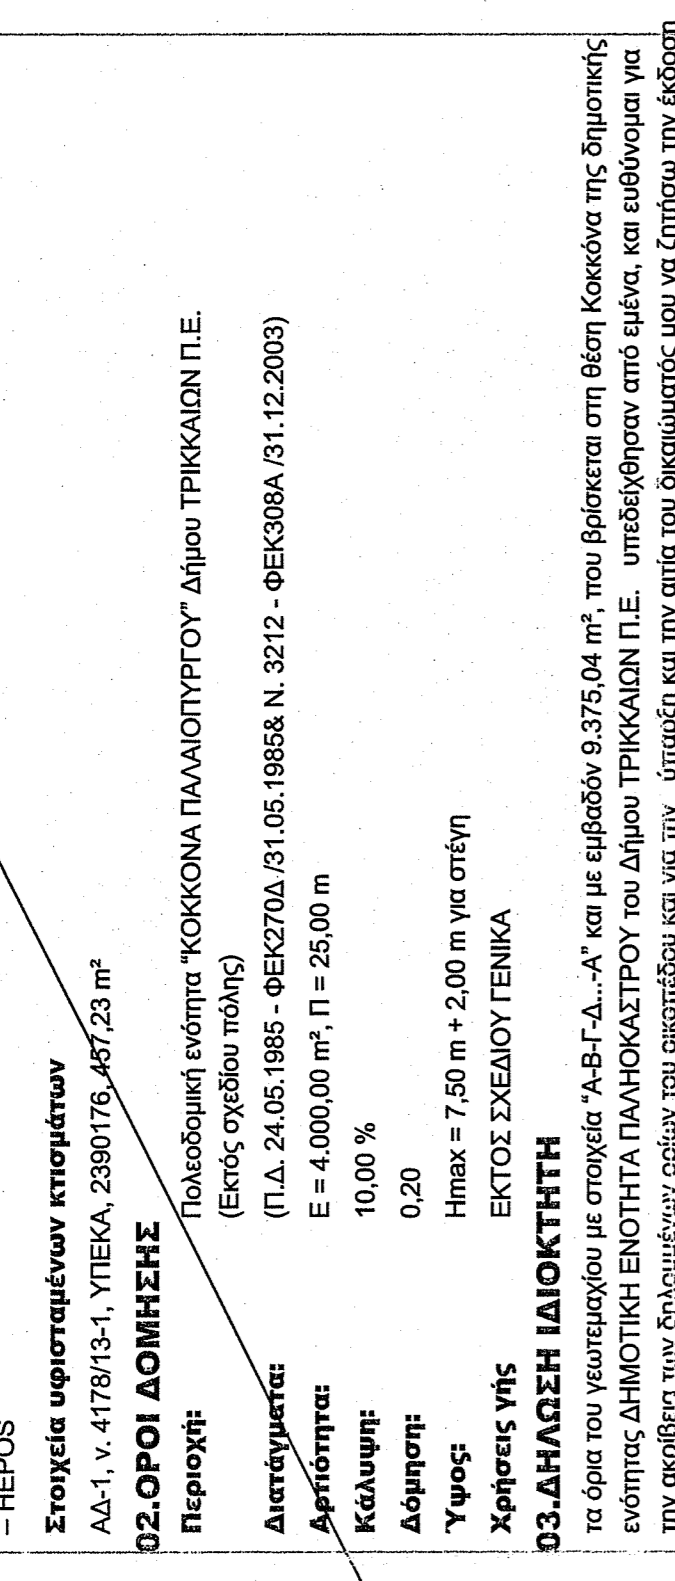 – HEPOS
Στοιχεία υφισταμένων κτισμάτων
ΑΔ-1, ν. 4178/13-1, ΥΠΕΚΑ, 2390176, 457,23 m²
02.ΟΡΟΙ ΔΟΜΗΣΗΣ
Περιοχή: Πολεοδομική ενότητα “ΚΟΚΚΟΝΑ ΠΑΛΑΙΟΠΥΡΓΟΥ” Δήμου ΤΡΙΚΚΑΙΩΝ Π.Ε.
(Εκτός σχεδίου πόλης)
Διατάγματα: (Π.Δ. 24.05.1985 - ΦΕΚ270Δ /31.05.1985& Ν. 3212 - ΦΕΚ308Α /31.12.2003)
Αρτιότητα: Ε = 4.000,00 m², Π = 25,00 m
Κάλυψη: 10,00 %
Δόμηση: 0,20
Υψος: Hmax = 7,50 m + 2,00 m για στέγη
Χρήσεις γής ΕΚΤΟΣ ΣΧΕΔΙΟΥ ΓΕΝΙΚΑ
03.ΔΗΛΩΣΗ ΙΔΙΟΚΤΗΤΗ
τα όρια του γεωτεμαχίου με στοιχεία “Α-Β-Γ-Δ...-Α” και με εμβαδόν 9.375,04 m², που βρίσκεται στη θέση Κοκκόνα της δημοτικής
ενότητας ΔΗΜΟΤΙΚΗ ΕΝΟΤΗΤΑ ΠΑΛΗΟΚΑΣΤΡΟΥ του Δήμου ΤΡΙΚΚΑΙΩΝ Π.Ε. υπεδείχθησαν από εμένα, και ευθύνομαι για
την ακρίβεια των δηλουμένων ορίων του οικοπέδου και για την ύπαρξη και την αιτία του δικαιώματός μου να ζητήσω την έκδοση